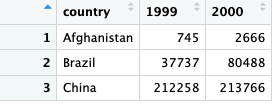 country 1999 2000
1 Afghanistan 745 2666
2 Brazil 37737 80488
3 China 212258 213766